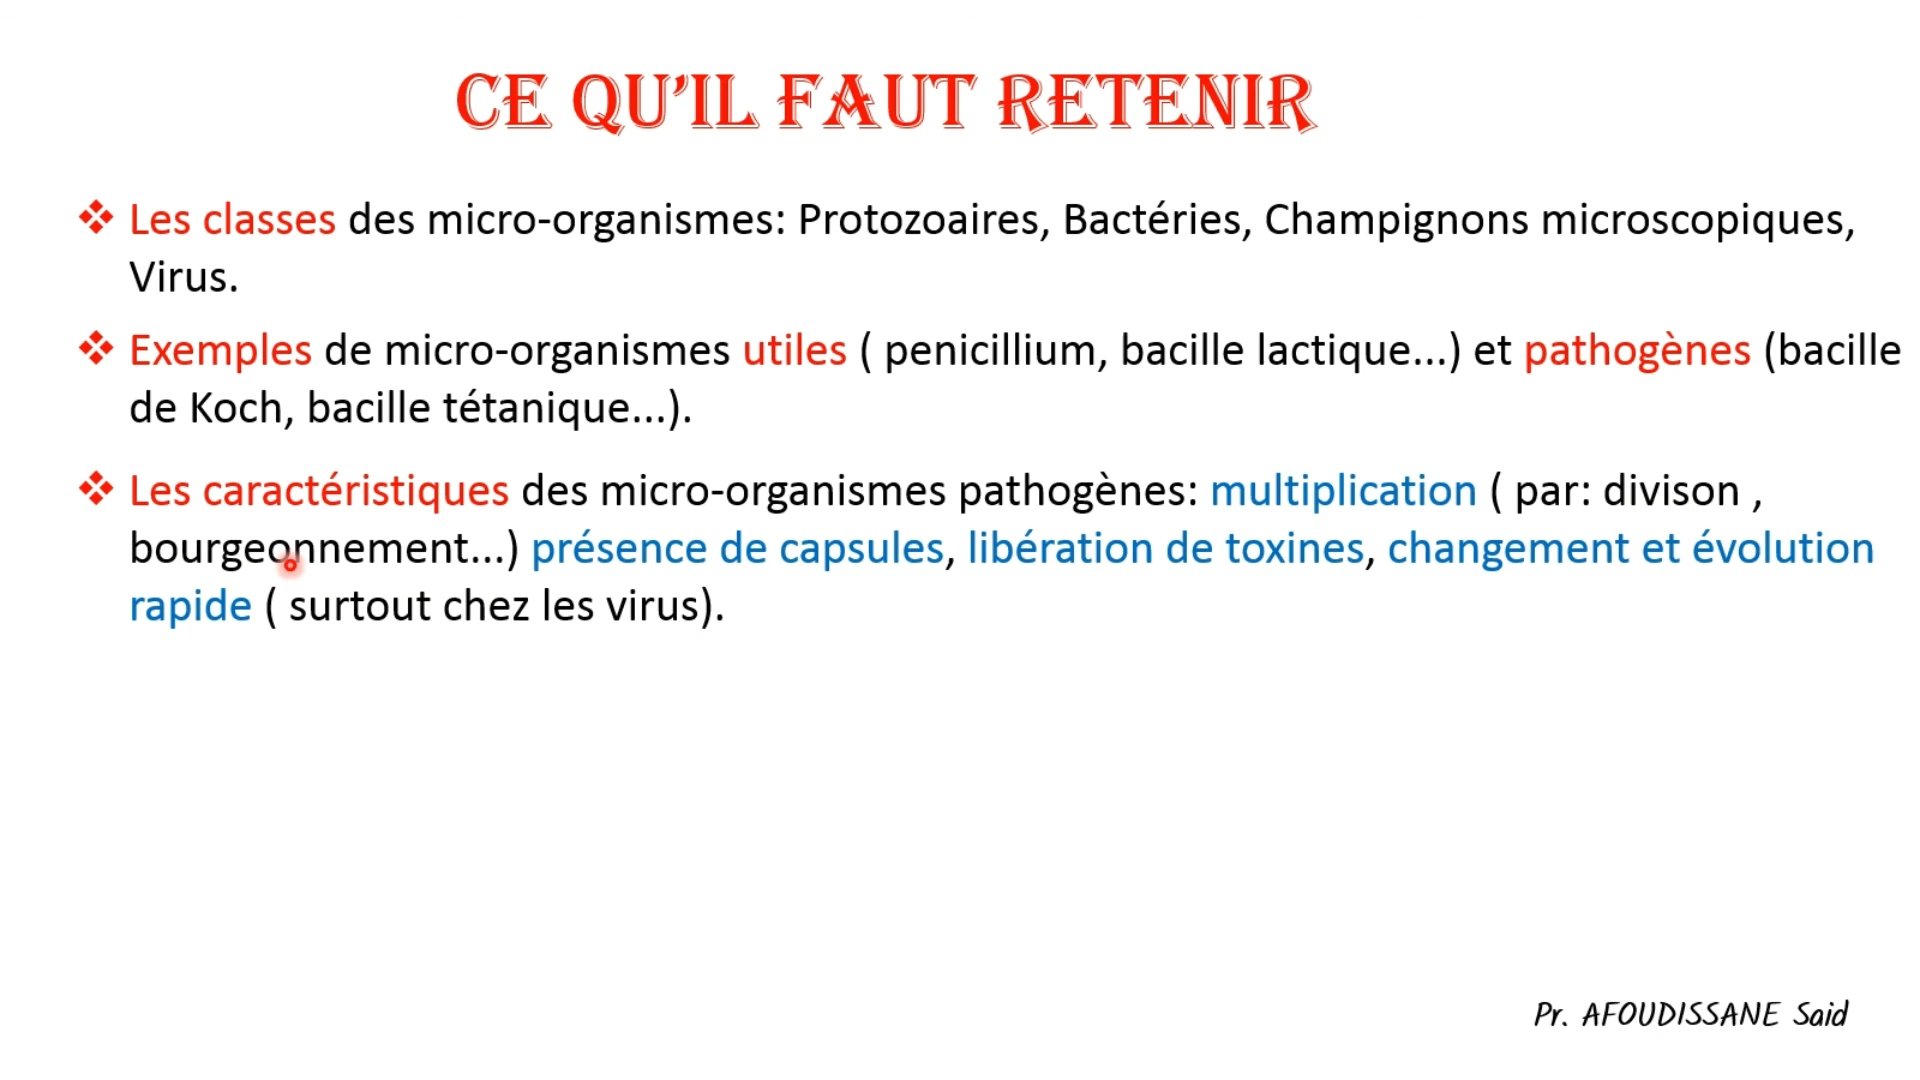 CE QU'IL FAUT RETENIR
Les classes des micro-organismes: Protozoaires, Bactéries, Champignons microscopiques,
Virus.
Exemples de micro-organismes utiles ( penicillium, bacille lactique...) et pathogènes (bacille
de Koch, bacille tétanique...).
Les caractéristiques des micro-organismes pathogènes: multiplication ( par: divison ,
bourgeonnement...) présence de capsules, libération de toxines, changement et évolution
rapide ( surtout chez les virus).
Pr. AFOUDISSANE Said